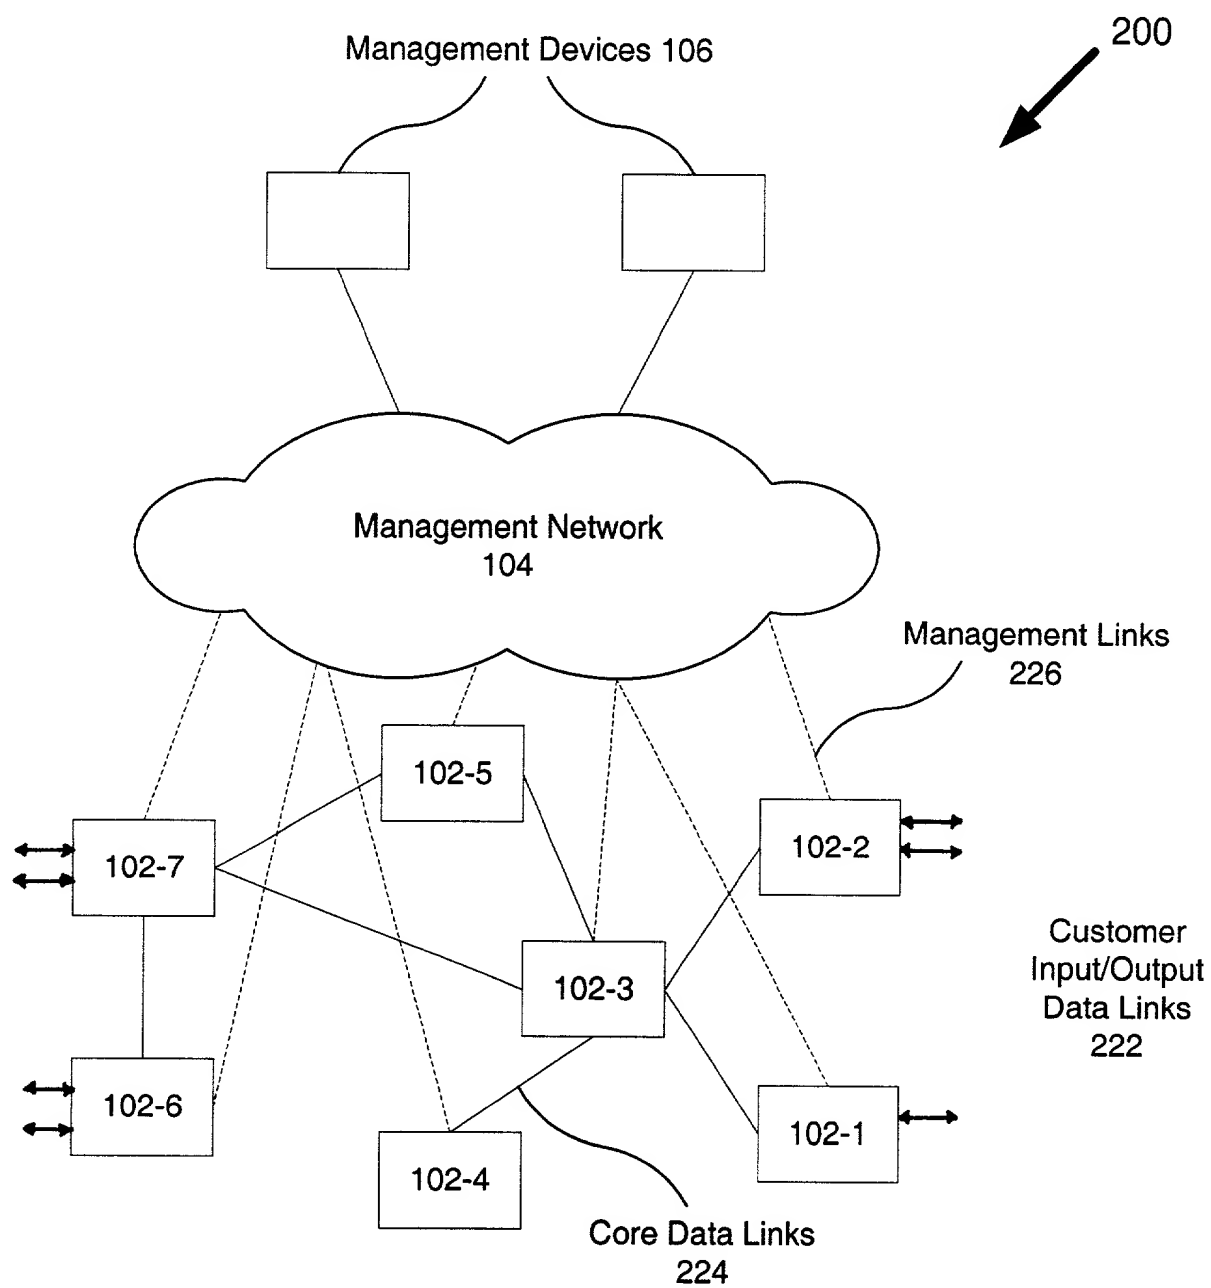 200
Management Devices 106
Management Network
104
Management Links
226
102-5
102-2
102-7
Customer
Input/Output
Data Links
222
102-3
102-6
102-1
102-4
Core Data Links
224